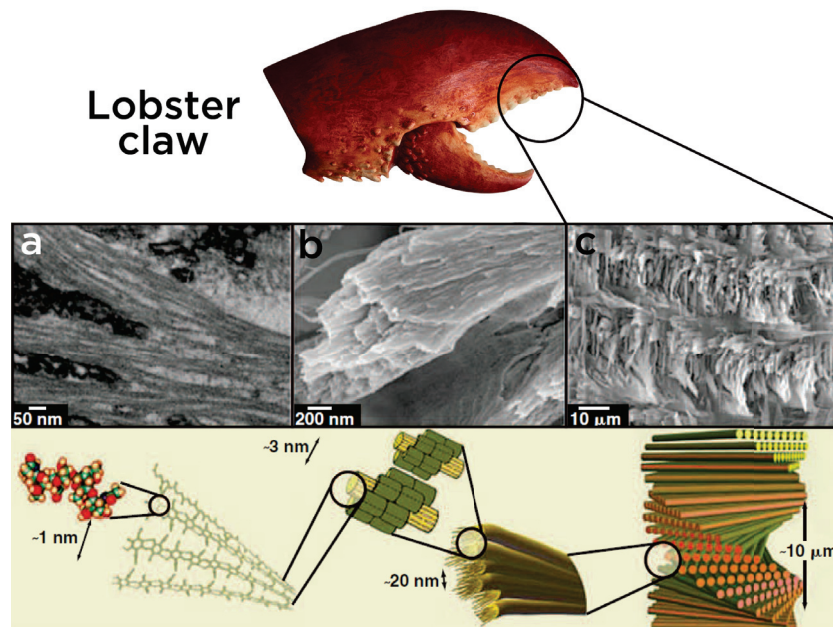 Lobster
claw
a
b
c
50 nm
200 nm
10 μm
~3 nm
~1 nm
~20 nm
~10 μm